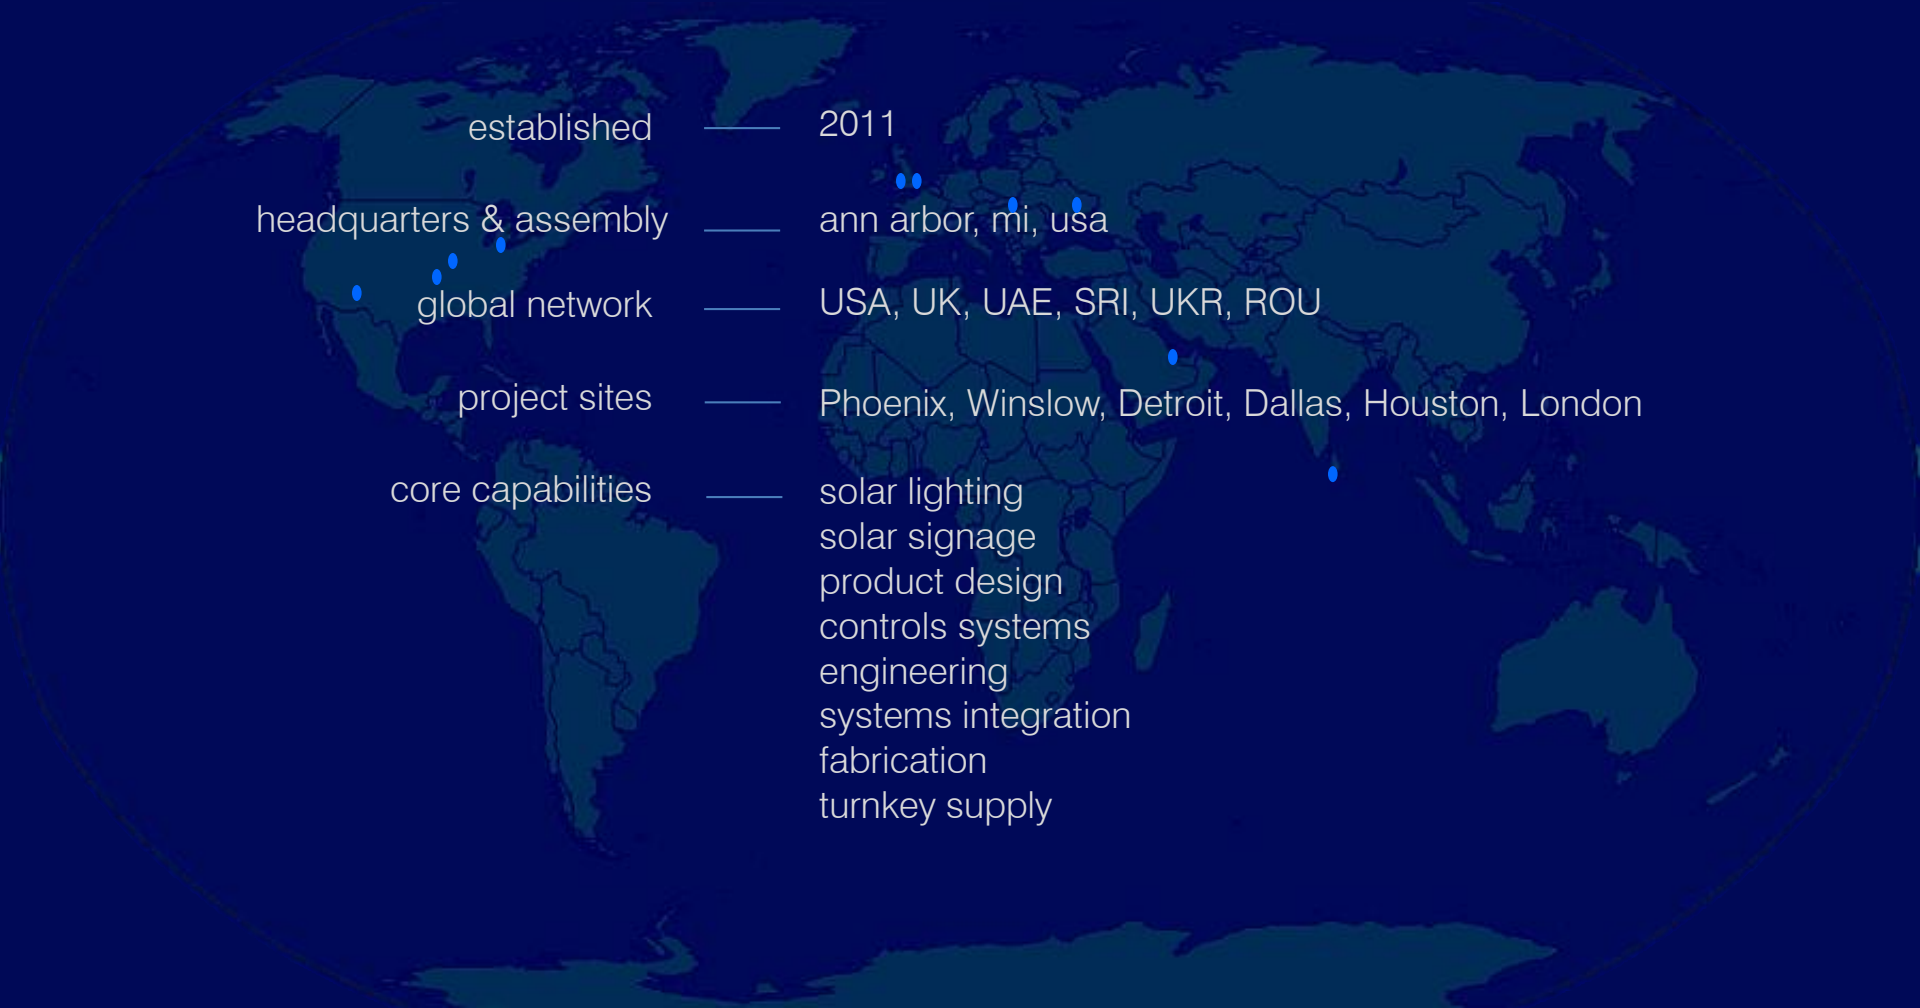 established 2011
headquarters & assembly ann arbor, mi, usa
global network USA, UK, UAE, SRI, UKR, ROU
project sites Phoenix, Winslow, Detroit, Dallas, Houston, London
core capabilities solar lighting
solar signage
product design
controls systems
engineering
systems integration
fabrication
turnkey supply